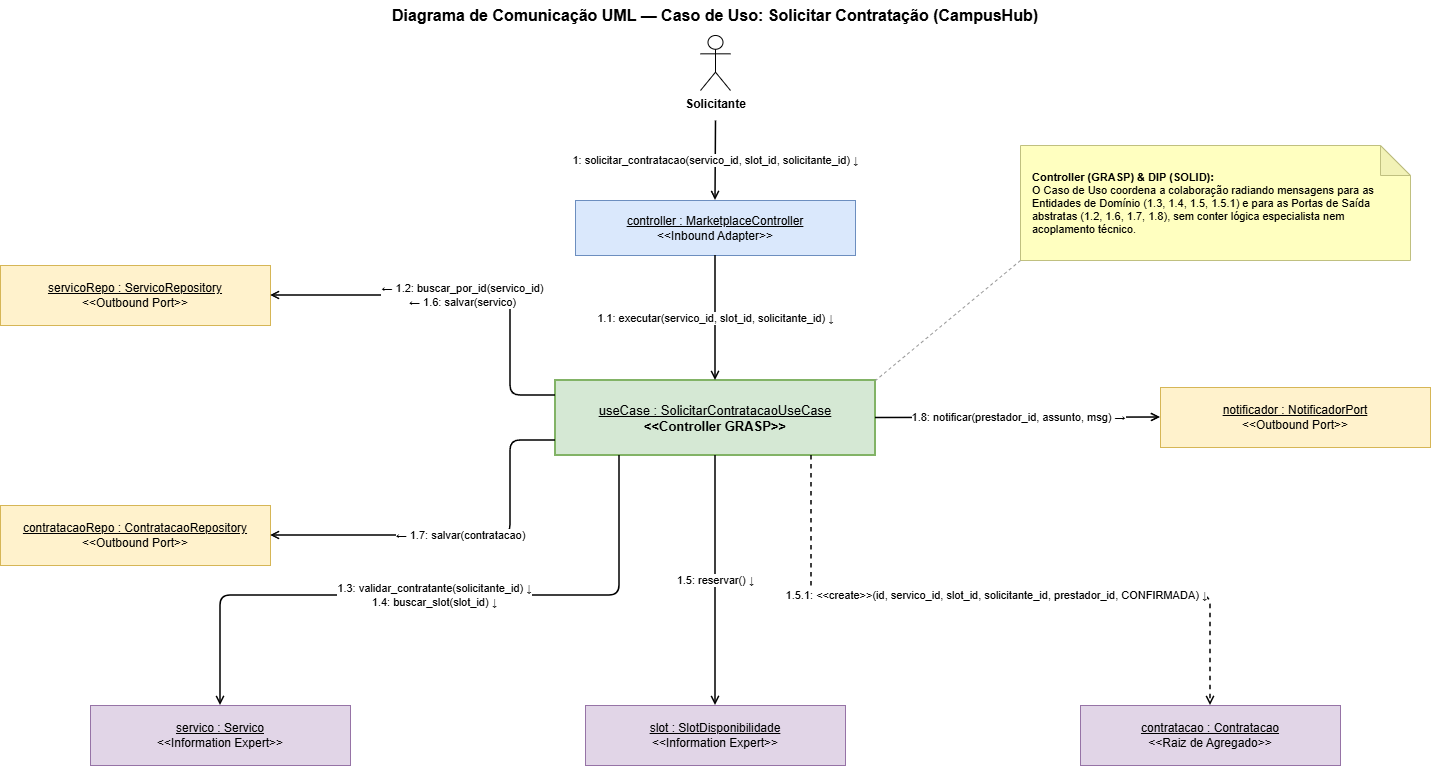 Diagrama de Comunicação UML — Caso de Uso: Solicitar Contratação (CampusHub)
Solicitante
1: solicitar_contratacao(servico_id, slot_id, solicitante_id) ↓
controller : MarketplaceController
<<Inbound Adapter>>
Controller (GRASP) & DIP (SOLID):
O Caso de Uso coordena a colaboração radiando mensagens para as
Entidades de Domínio (1.3, 1.4, 1.5, 1.5.1) e para as Portas de Saída
abstratas (1.2, 1.6, 1.7, 1.8), sem conter lógica especialista nem
acoplamento técnico.
servicoRepo : ServicoRepository
<<Outbound Port>>
← 1.2: buscar_por_id(servico_id)
← 1.6: salvar(servico)
1.1: executar(servico_id, slot_id, solicitante_id) ↓
useCase : SolicitarContratacaoUseCase
<<Controller GRASP>>
1.8: notificar(prestador_id, assunto, msg) →
notificador : NotificadorPort
<<Outbound Port>>
contratacaoRepo : ContratacaoRepository
<<Outbound Port>>
← 1.7: salvar(contratacao)
1.3: validar_contratante(solicitante_id) ↓
1.4: buscar_slot(slot_id) ↓
1.5: reservar() ↓
1.5.1: <<create>>(id, servico_id, slot_id, solicitante_id, prestador_id, CONFIRMADA) ↓
servico : Servico
<<Information Expert>>
slot : SlotDisponibilidade
<<Information Expert>>
contratacao : Contratacao
<<Raiz de Agregado>>